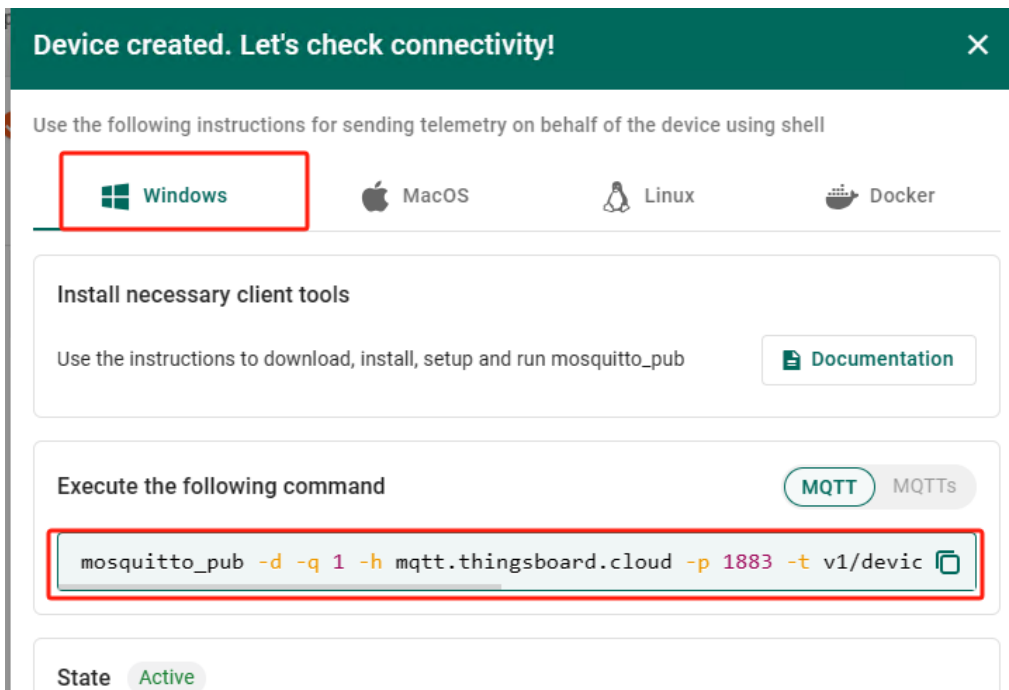 Device created. Let's check connectivity!
Use the following instructions for sending telemetry on behalf of the device using shell
Windows MacOS Linux Docker
Install necessary client tools
Use the instructions to download, install, setup and run mosquitto_pub Documentation
Execute the following command MQTT MQTTs
mosquitto_pub -d -q 1 -h mqtt.thingsboard.cloud -p 1883 -t v1/devic
State Active